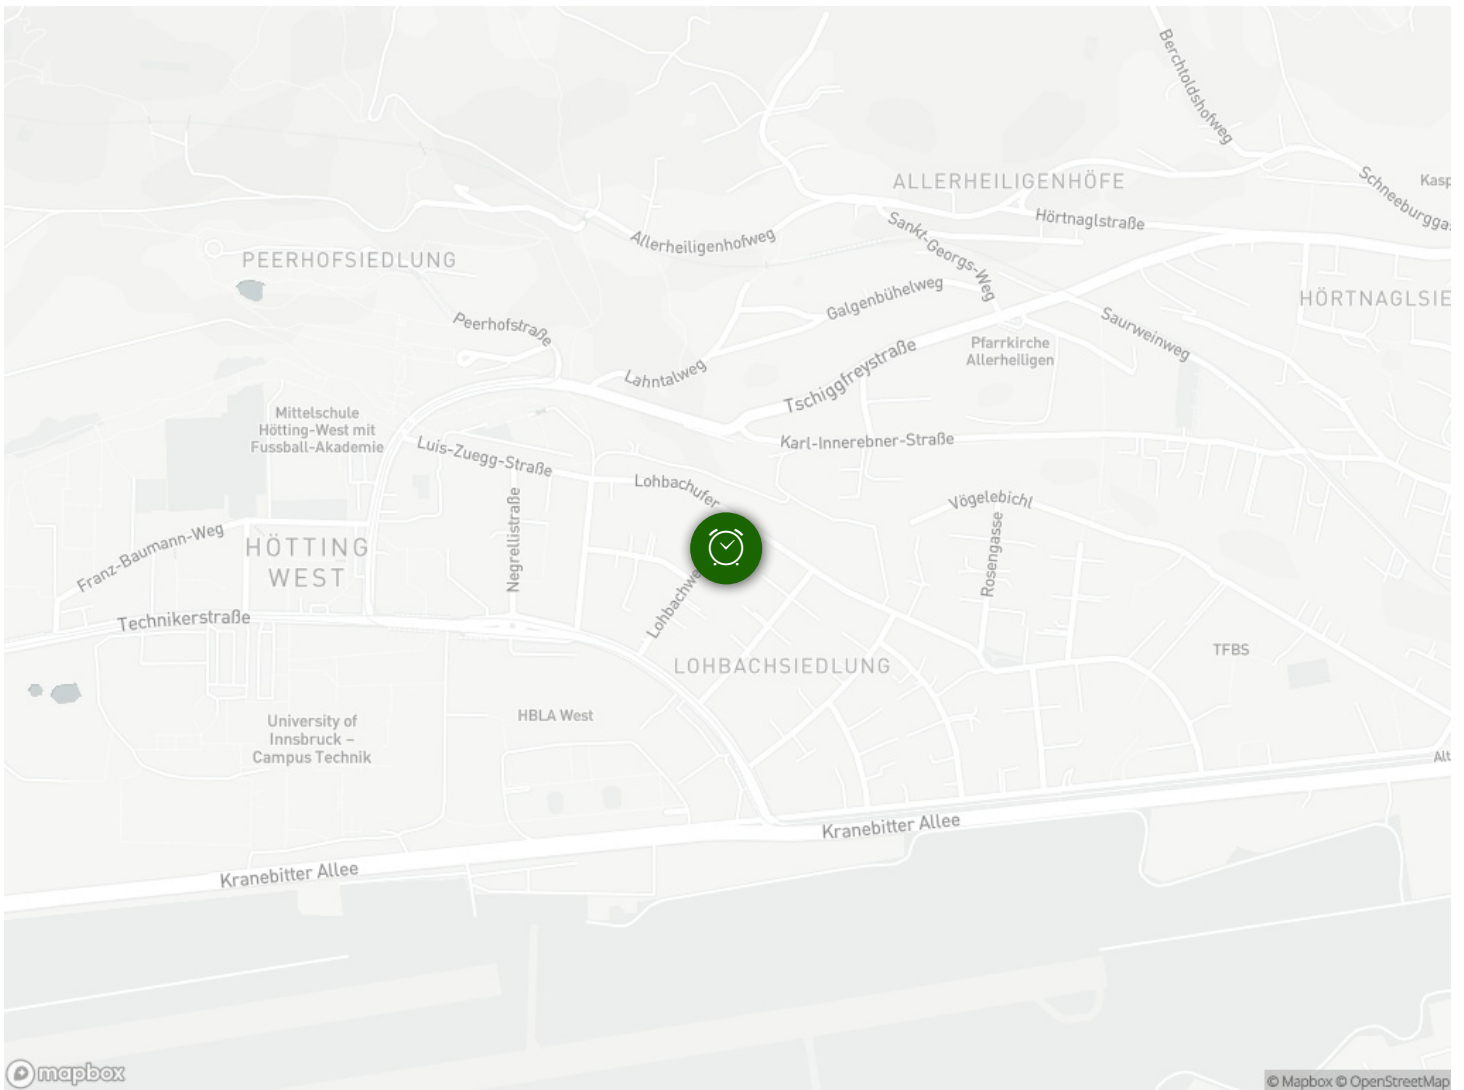 Berchtoldshofweg
ALLERHEILIGENHÖFE
Schneeburggas
Kasp
Hörtnaglstraße
Sankt-Georgs-Weg
Allerheiligenhofweg
PEERHOFSIEDLUNG
Galgenbühelweg
HÖRTNAGLSIE
Peerhofstraße
Saurweinweg
Pfarrkirche
Allerheiligen
Tschiggfreystraße
Lahntalweg
Mittelschule
Hötting-West mit
Fussball-Akademie
Luis-Zuegg-Straße
Karl-Innerebner-Straße
Lohbachufer
Vögelebichl
Negrellistraße
Rosengasse
Franz-Baumann-Weg
HÖTTING
WEST
Lohbachwe
Technikerstraße
TFBS
LOHBACHSIEDLUNG
HBLA West
University of
Innsbruck –
Campus Technik
Alt
Kranebitter Allee
Kranebitter Allee
mapbox
© Mapbox © OpenStreetMap